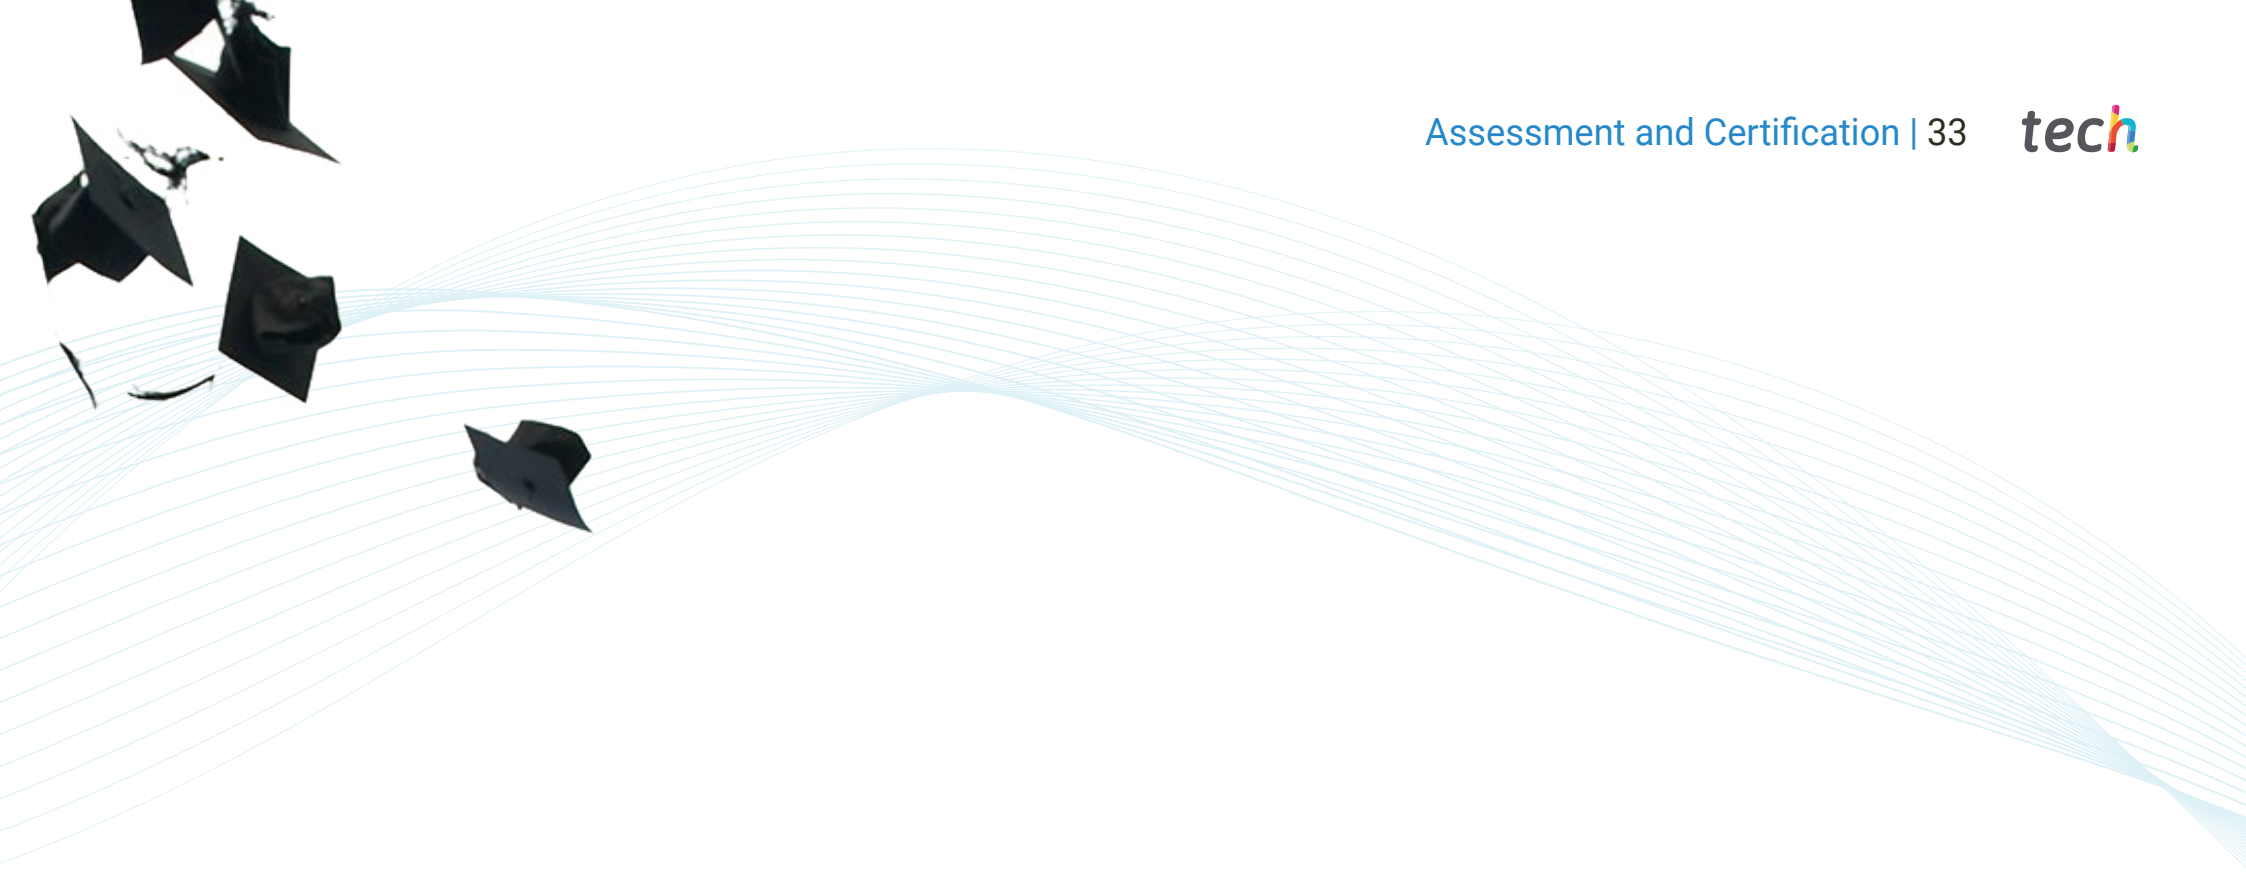 Assessment and Certification | 33 tech